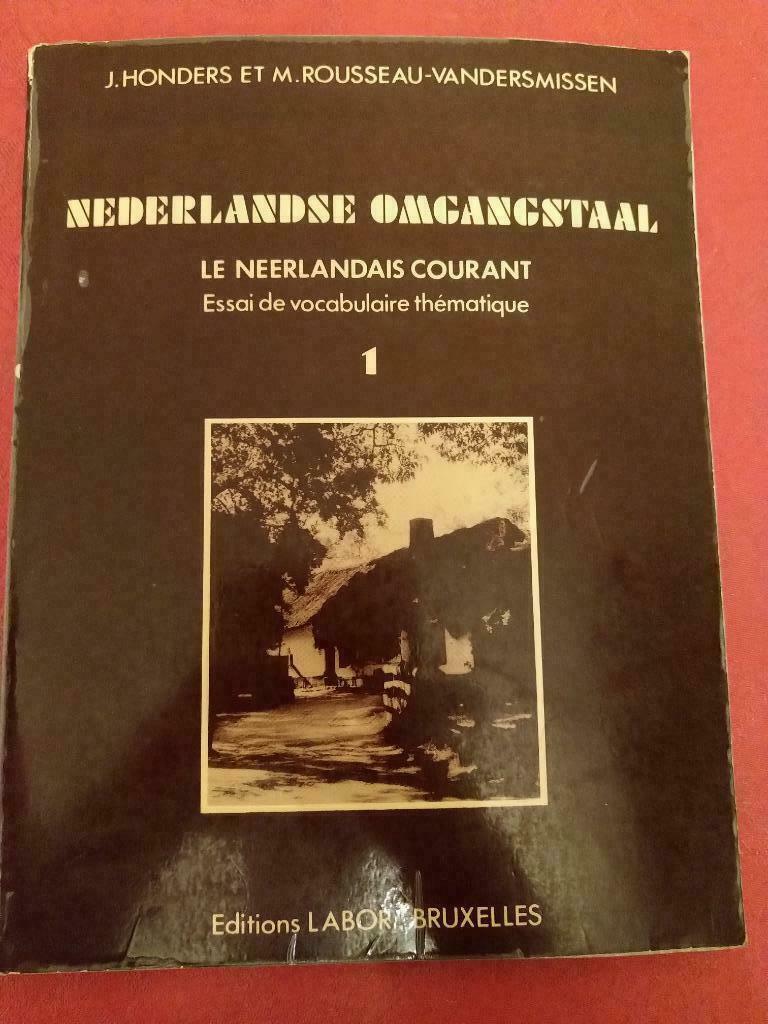 J. HONDERS ET M. ROUSSEAU-VANDERSMISSEN
NEDERLANDSE OMGANGSTAAL
LE NEERLANDAIS COURANT
Essai de vocabulaire thématique
1
Editions LABOR BRUXELLES